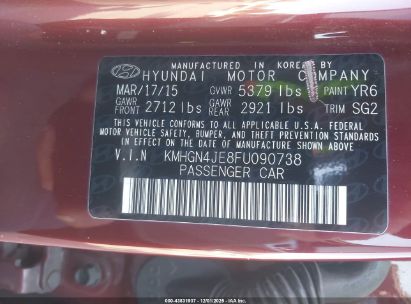 MANUFACTURED IN KOREA BY
HYUNDAI MOTOR COMPANY
MAR/17/15 GVWR 5379 lbs PAINT YR6
GAWR FRONT 2712 lbs GAWR REAR 2921 lbs TRIM SG2
THIS VEHICLE CONFORMS TO ALL APPLICABLE U.S.A. FEDERAL
MOTOR VEHICLE SAFETY, BUMPER, AND THEFT PREVENTION
STANDARDS IN EFFECT ON THE DATE OF MANUFACTURE SHOWN ABOVE.
V.I.N KMHGN4JE8FU090738
PASSENGER CAR